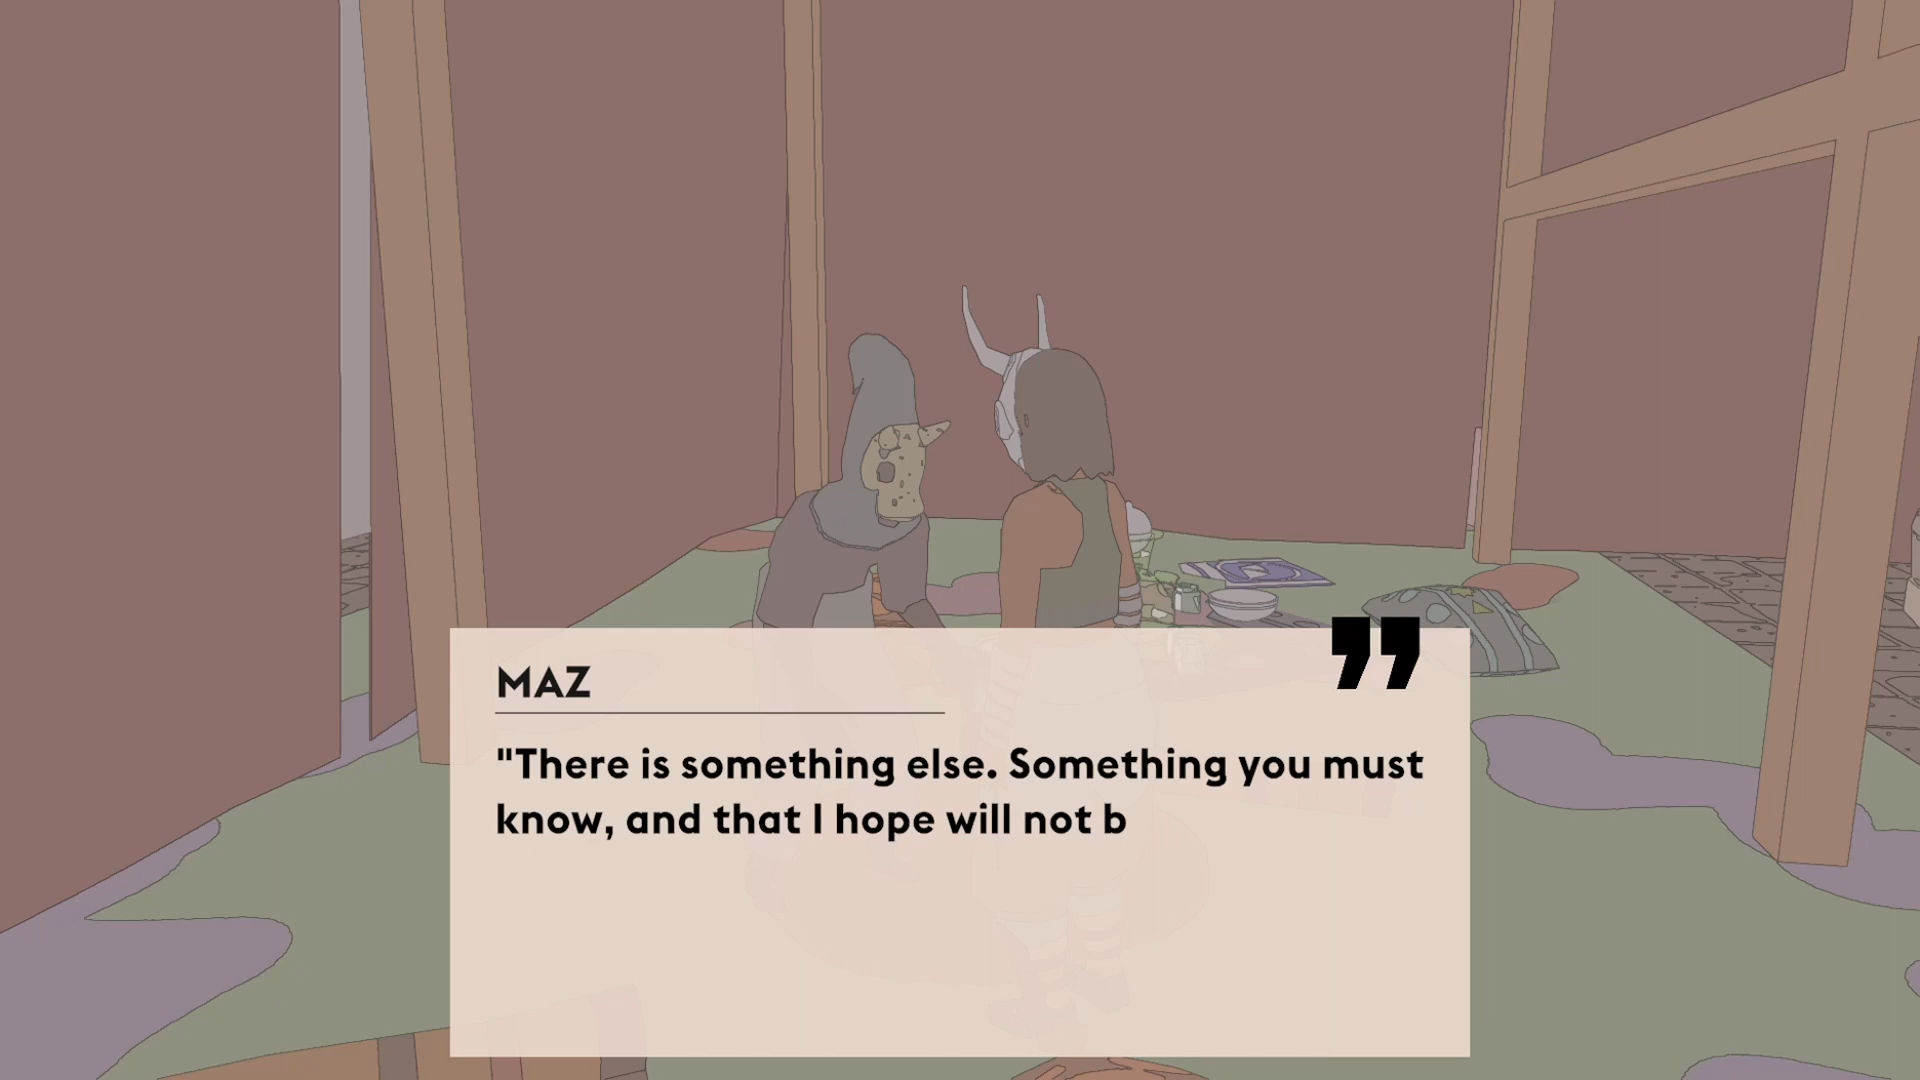 MAZ
"There is something else. Something you must
know, and that I hope will not b